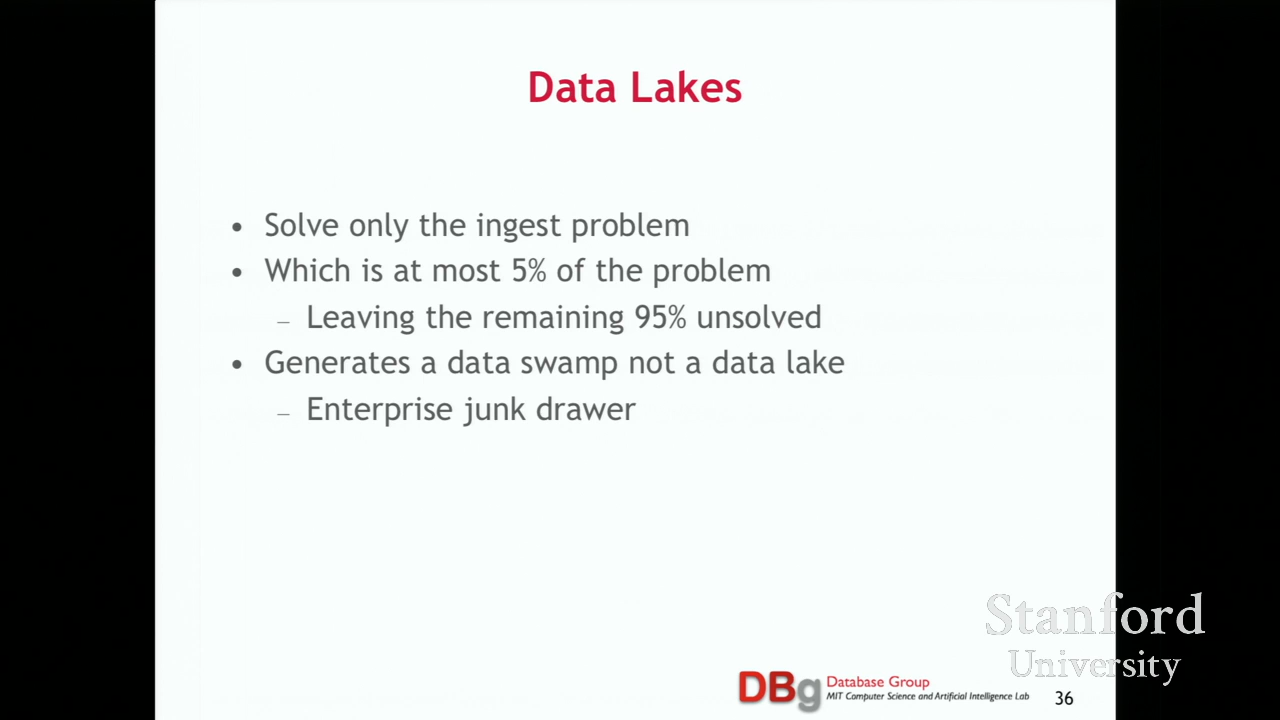 Data Lakes
• Solve only the ingest problem
• Which is at most 5% of the problem
– Leaving the remaining 95% unsolved
• Generates a data swamp not a data lake
– Enterprise junk drawer
Stanford
University
DBg
Database Group
MIT Computer Science and Artificial Intelligence Lab
36